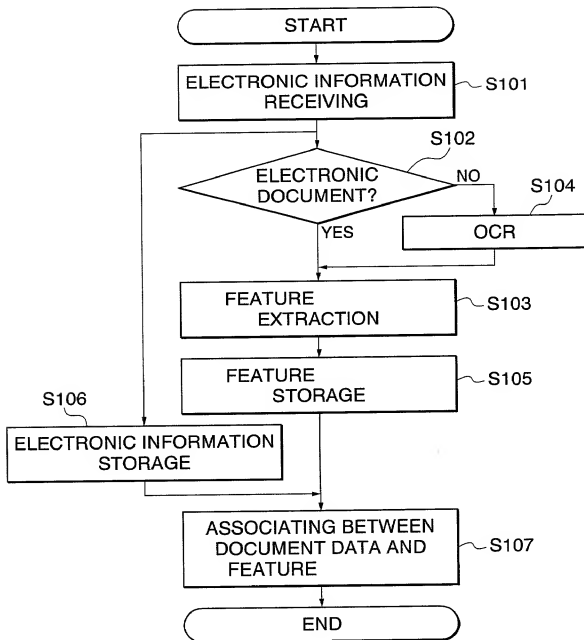 START
ELECTRONIC INFORMATION
RECEIVING
S101
S102
ELECTRONIC
DOCUMENT?
NO
YES
S104
OCR
FEATURE
EXTRACTION
S103
FEATURE
STORAGE
S105
S106
ELECTRONIC INFORMATION
STORAGE
ASSOCIATING BETWEEN
DOCUMENT DATA AND
FEATURE
S107
END